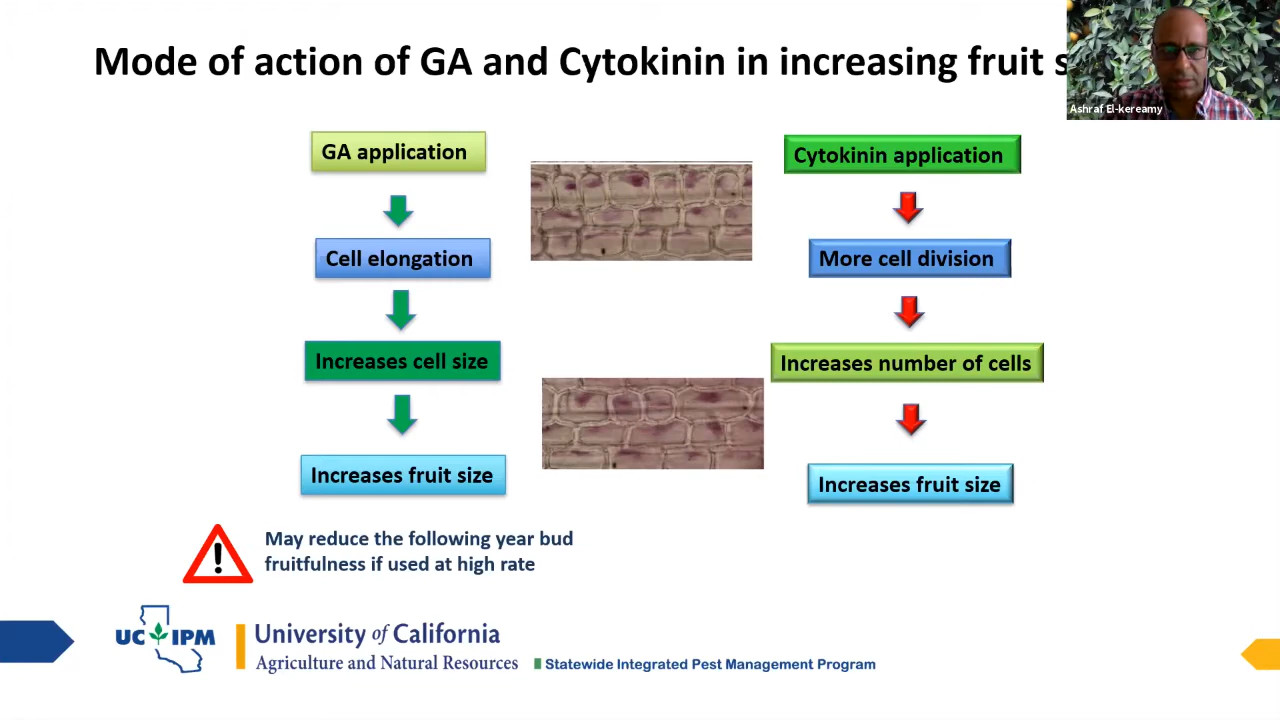 Mode of action of GA and Cytokinin in increasing fruit
Ashraf El-kereamy
GA application
Cell elongation
Increases cell size
Increases fruit size
May reduce the following year bud
fruitfulness if used at high rate
Cytokinin application
More cell division
Increases number of cells
Increases fruit size
UC IPM
University of California
Agriculture and Natural Resources
Statewide Integrated Pest Management Program